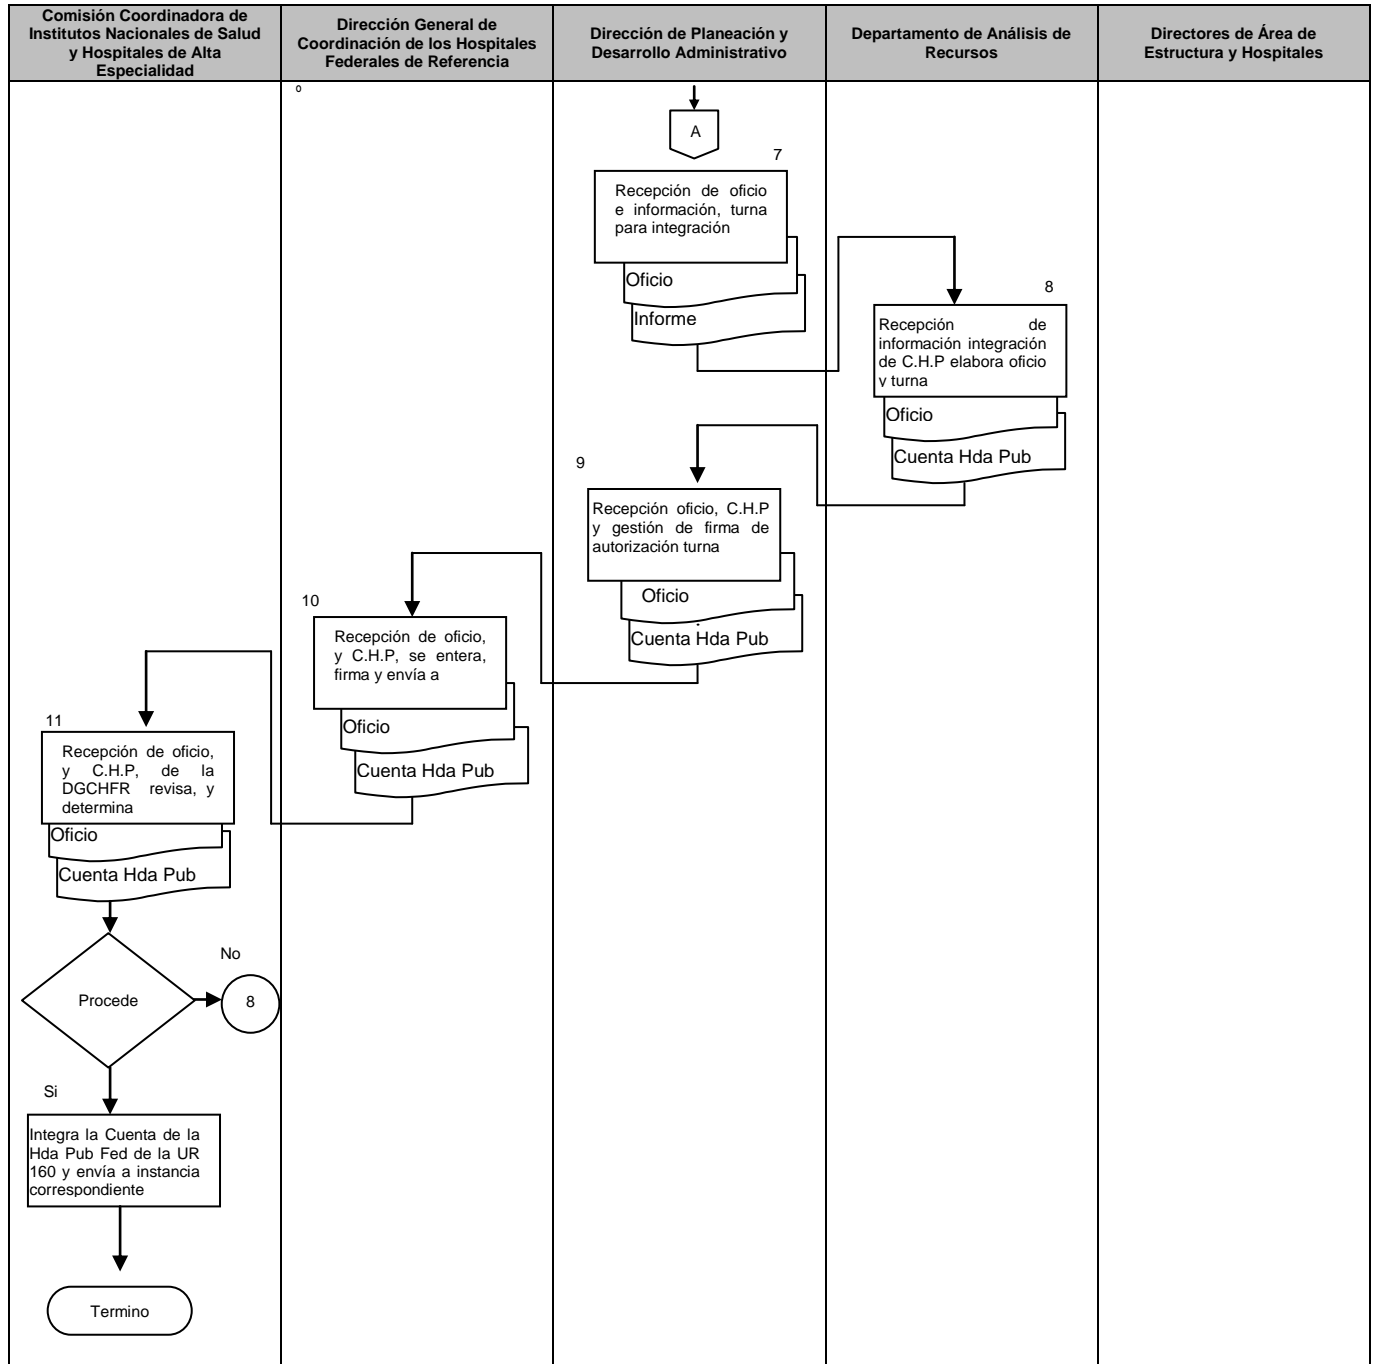 Comisión Coordinadora de
Institutos Nacionales de Salud
y Hospitales de Alta
Especialidad
Dirección General de
Coordinación de los Hospitales
Federales de Referencia
Dirección de Planeación y
Desarrollo Administrativo
Departamento de Análisis de
Recursos
Directores de Área de
Estructura y Hospitales
º
A
7
Recepción de oficio
e información, turna
para integración
Oficio
Informe
8
Recepción de
información integración
de C.H.P elabora oficio
y turna
Oficio
Cuenta Hda Pub
9
Recepción oficio, C.H.P
y gestión de firma de
autorización turna
Oficio
Cuenta Hda Pub
10
Recepción de oficio,
y C.H.P, se entera,
firma y envía a
Oficio
Cuenta Hda Pub
11
Recepción de oficio,
y C.H.P, de la
DGCHFR revisa, y
determina
Oficio
Cuenta Hda Pub
Procede
No
8
Si
Integra la Cuenta de la
Hda Pub Fed de la UR
160 y envía a instancia
correspondiente
Termino